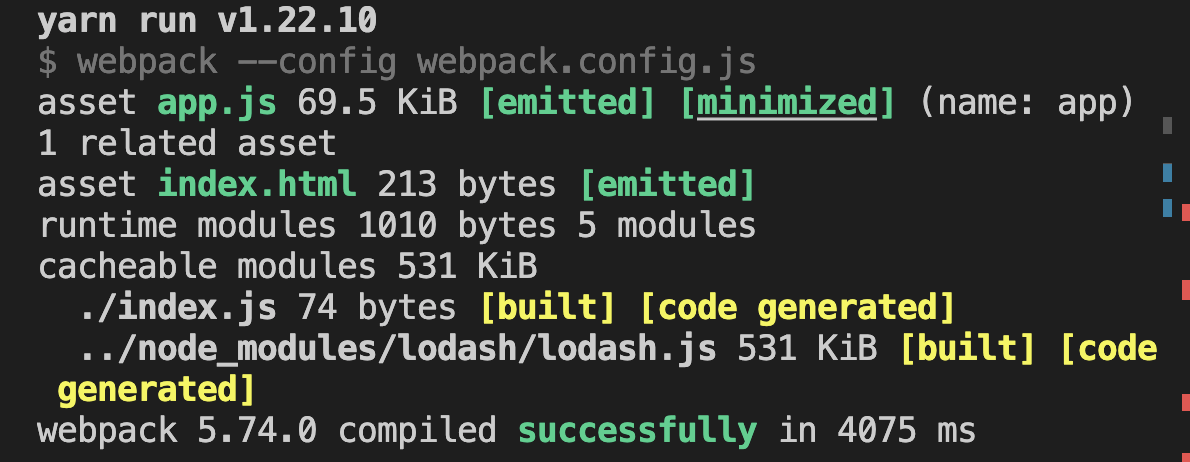 yarn run v1.22.10
$ webpack --config webpack.config.js
asset app.js 69.5 KiB [emitted] [minimized] (name: app)
1 related asset
asset index.html 213 bytes [emitted]
runtime modules 1010 bytes 5 modules
cacheable modules 531 KiB
./index.js 74 bytes [built] [code generated]
../node_modules/lodash/lodash.js 531 KiB [built] [code
generated]
webpack 5.74.0 compiled successfully in 4075 ms